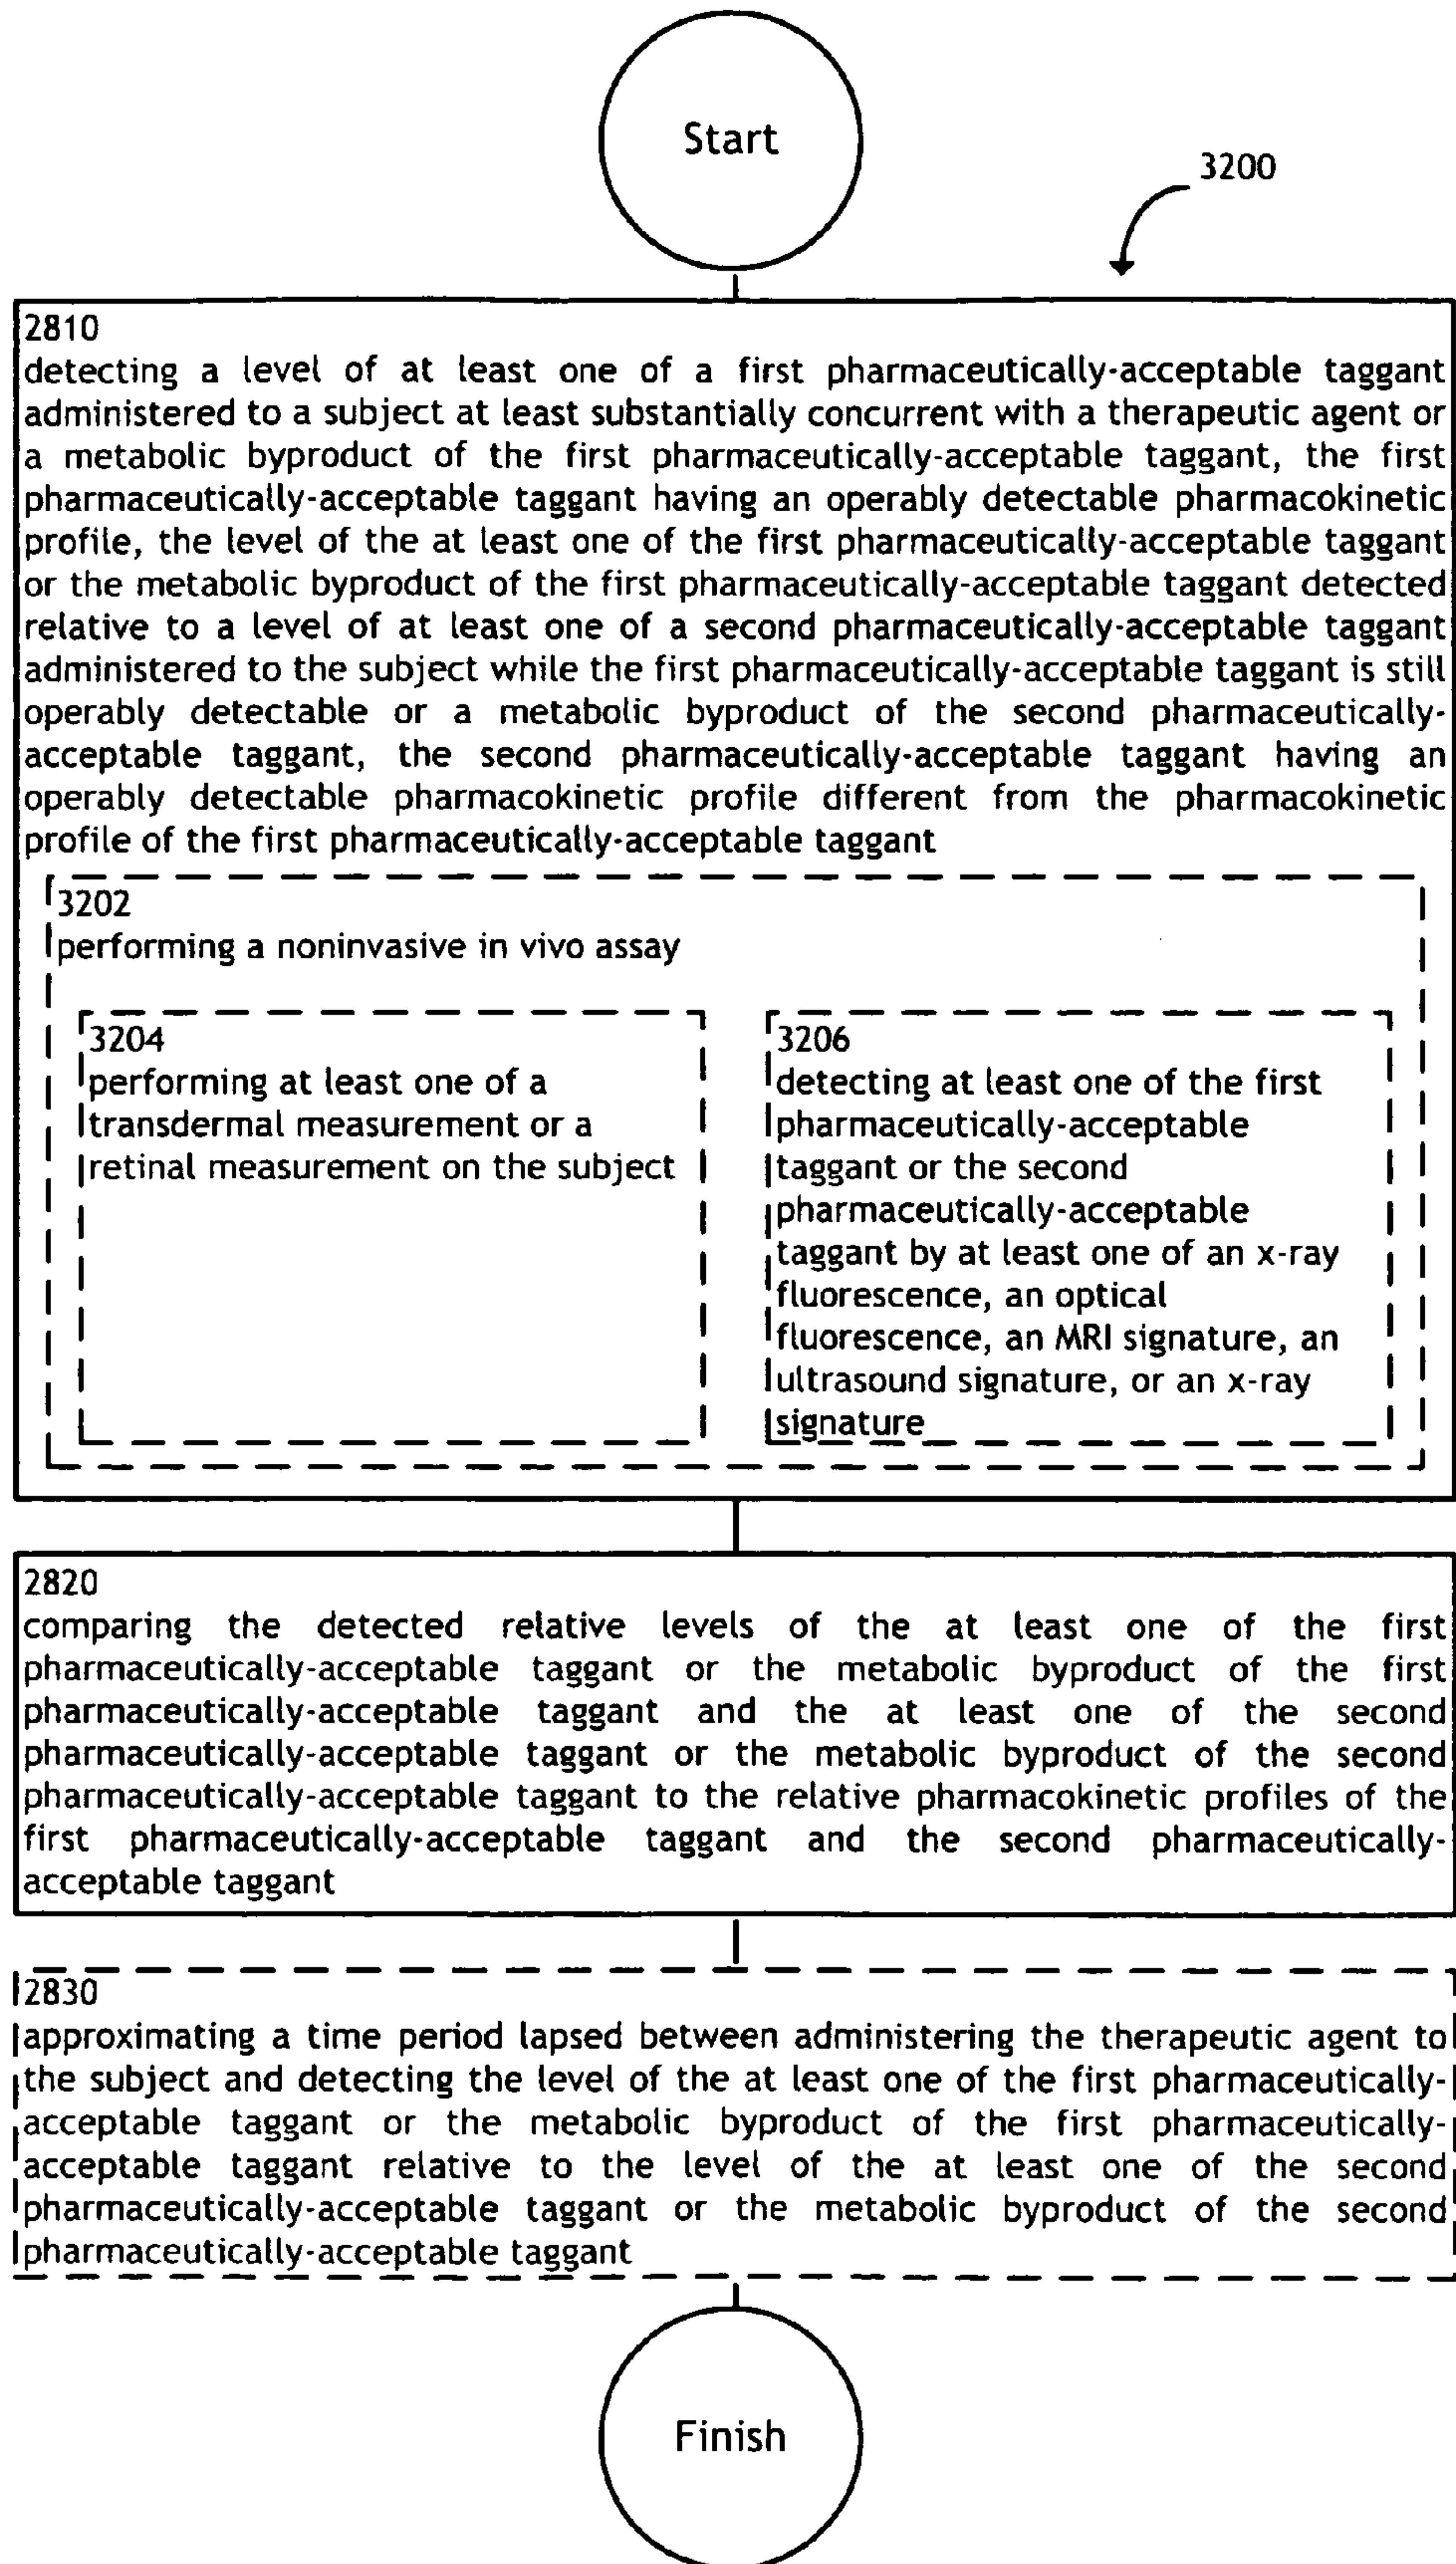 Start
3200
2810
detecting a level of at least one of a first pharmaceutically-acceptable taggant
administered to a subject at least substantially concurrent with a therapeutic agent or
a metabolic byproduct of the first pharmaceutically-acceptable taggant, the first
pharmaceutically-acceptable taggant having an operably detectable pharmacokinetic
profile, the level of the at least one of the first pharmaceutically-acceptable taggant
or the metabolic byproduct of the first pharmaceutically-acceptable taggant detected
relative to a level of at least one of a second pharmaceutically-acceptable taggant
administered to the subject while the first pharmaceutically-acceptable taggant is still
operably detectable or a metabolic byproduct of the second pharmaceutically-
acceptable taggant, the second pharmaceutically-acceptable taggant having an
operably detectable pharmacokinetic profile different from the pharmacokinetic
profile of the first pharmaceutically-acceptable taggant
3202
performing a noninvasive in vivo assay
3204
performing at least one of a
transdermal measurement or a
retinal measurement on the subject
3206
detecting at least one of the first
pharmaceutically-acceptable
taggant or the second
pharmaceutically-acceptable
taggant by at least one of an x-ray
fluorescence, an optical
fluorescence, an MRI signature, an
ultrasound signature, or an x-ray
signature
2820
comparing the detected relative levels of the at least one of the first
pharmaceutically-acceptable taggant or the metabolic byproduct of the first
pharmaceutically-acceptable taggant and the at least one of the second
pharmaceutically-acceptable taggant or the metabolic byproduct of the second
pharmaceutically-acceptable taggant to the relative pharmacokinetic profiles of the
first pharmaceutically-acceptable taggant and the second pharmaceutically-
acceptable taggant
2830
approximating a time period lapsed between administering the therapeutic agent to
the subject and detecting the level of the at least one of the first pharmaceutically-
acceptable taggant or the metabolic byproduct of the first pharmaceutically-
acceptable taggant relative to the level of the at least one of the second
pharmaceutically-acceptable taggant or the metabolic byproduct of the second
pharmaceutically-acceptable taggant
Finish